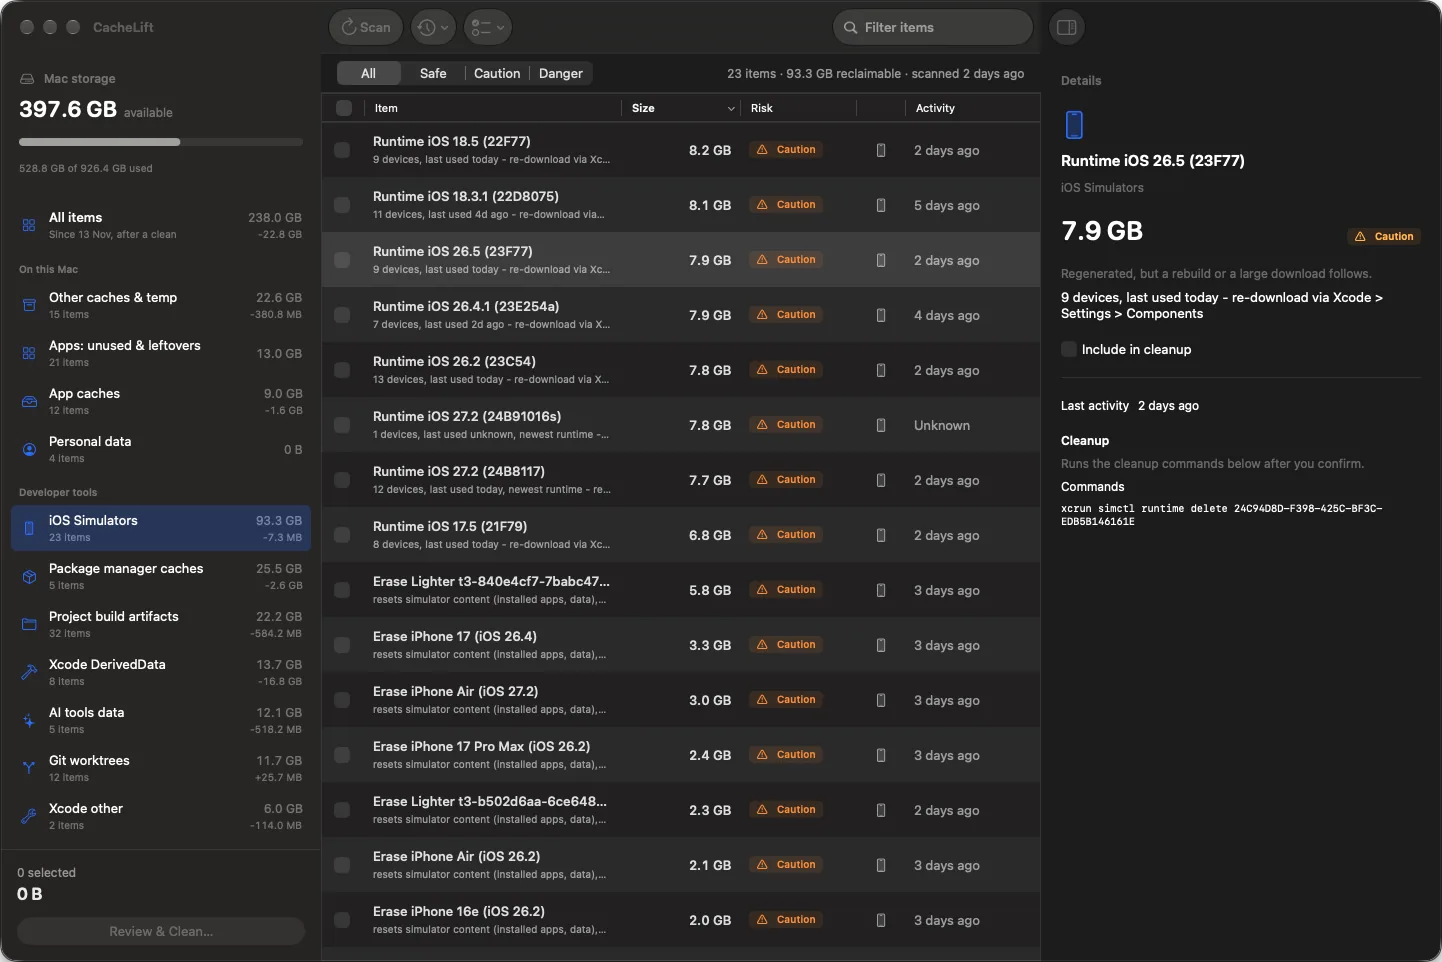 CacheLift
Scan
Filter items
Mac storage
397.6 GB available
528.8 GB of 926.4 GB used
All items 238.0 GB
Since 13 Nov, after a clean -22.8 GB
On this Mac
Other caches & temp 22.6 GB
15 items -380.8 MB
Apps: unused & leftovers 13.0 GB
21 items
App caches 9.0 GB
12 items -1.6 GB
Personal data 0 B
4 items
Developer tools
iOS Simulators 93.3 GB
23 items -7.3 MB
Package manager caches 25.5 GB
5 items -2.6 GB
Project build artifacts 22.2 GB
32 items -584.2 MB
Xcode DerivedData 13.7 GB
8 items -16.8 GB
AI tools data 12.1 GB
5 items -518.2 MB
Git worktrees 11.7 GB
12 items +25.7 MB
Xcode other 6.0 GB
2 items -114.0 MB
0 selected
0 B
Review & Clean...
All Safe Caution Danger 23 items · 93.3 GB reclaimable · scanned 2 days ago
Item Size Risk Activity
Runtime iOS 18.5 (22F77) 8.2 GB Caution 2 days ago
9 devices, last used today - re-download via Xc...
Runtime iOS 18.3.1 (22D8075) 8.1 GB Caution 5 days ago
11 devices, last used 4d ago - re-download via...
Runtime iOS 26.5 (23F77) 7.9 GB Caution 2 days ago
9 devices, last used today - re-download via Xc...
Runtime iOS 26.4.1 (23E254a) 7.9 GB Caution 4 days ago
7 devices, last used 2d ago - re-download via X...
Runtime iOS 26.2 (23C54) 7.8 GB Caution 2 days ago
13 devices, last used today - re-download via X...
Runtime iOS 27.2 (24B91016s) 7.8 GB Caution Unknown
1 devices, last used unknown, newest runtime -...
Runtime iOS 27.2 (24B8117) 7.7 GB Caution 2 days ago
12 devices, last used today, newest runtime - re...
Runtime iOS 17.5 (21F79) 6.8 GB Caution 2 days ago
8 devices, last used today - re-download via Xc...
Erase Lighter t3-840e4cf7-7babc47... 5.8 GB Caution 3 days ago
resets simulator content (installed apps, data),...
Erase iPhone 17 (iOS 26.4) 3.3 GB Caution 3 days ago
resets simulator content (installed apps, data),...
Erase iPhone Air (iOS 27.2) 3.0 GB Caution 3 days ago
resets simulator content (installed apps, data),...
Erase iPhone 17 Pro Max (iOS 26.2) 2.4 GB Caution 3 days ago
resets simulator content (installed apps, data),...
Erase Lighter t3-b502d6aa-6ce648... 2.3 GB Caution 2 days ago
resets simulator content (installed apps, data),...
Erase iPhone Air (iOS 26.2) 2.1 GB Caution 3 days ago
resets simulator content (installed apps, data),...
Erase iPhone 16e (iOS 26.2) 2.0 GB Caution 3 days ago
resets simulator content (installed apps, data),...
Details
Runtime iOS 26.5 (23F77)
iOS Simulators
7.9 GB Caution
Regenerated, but a rebuild or a large download follows.
9 devices, last used today - re-download via Xcode >
Settings > Components
Include in cleanup
Last activity 2 days ago
Cleanup
Runs the cleanup commands below after you confirm.
Commands
xcrun simctl runtime delete 24C94D8D-F398-425C-BF3C-
EDB5B146161E